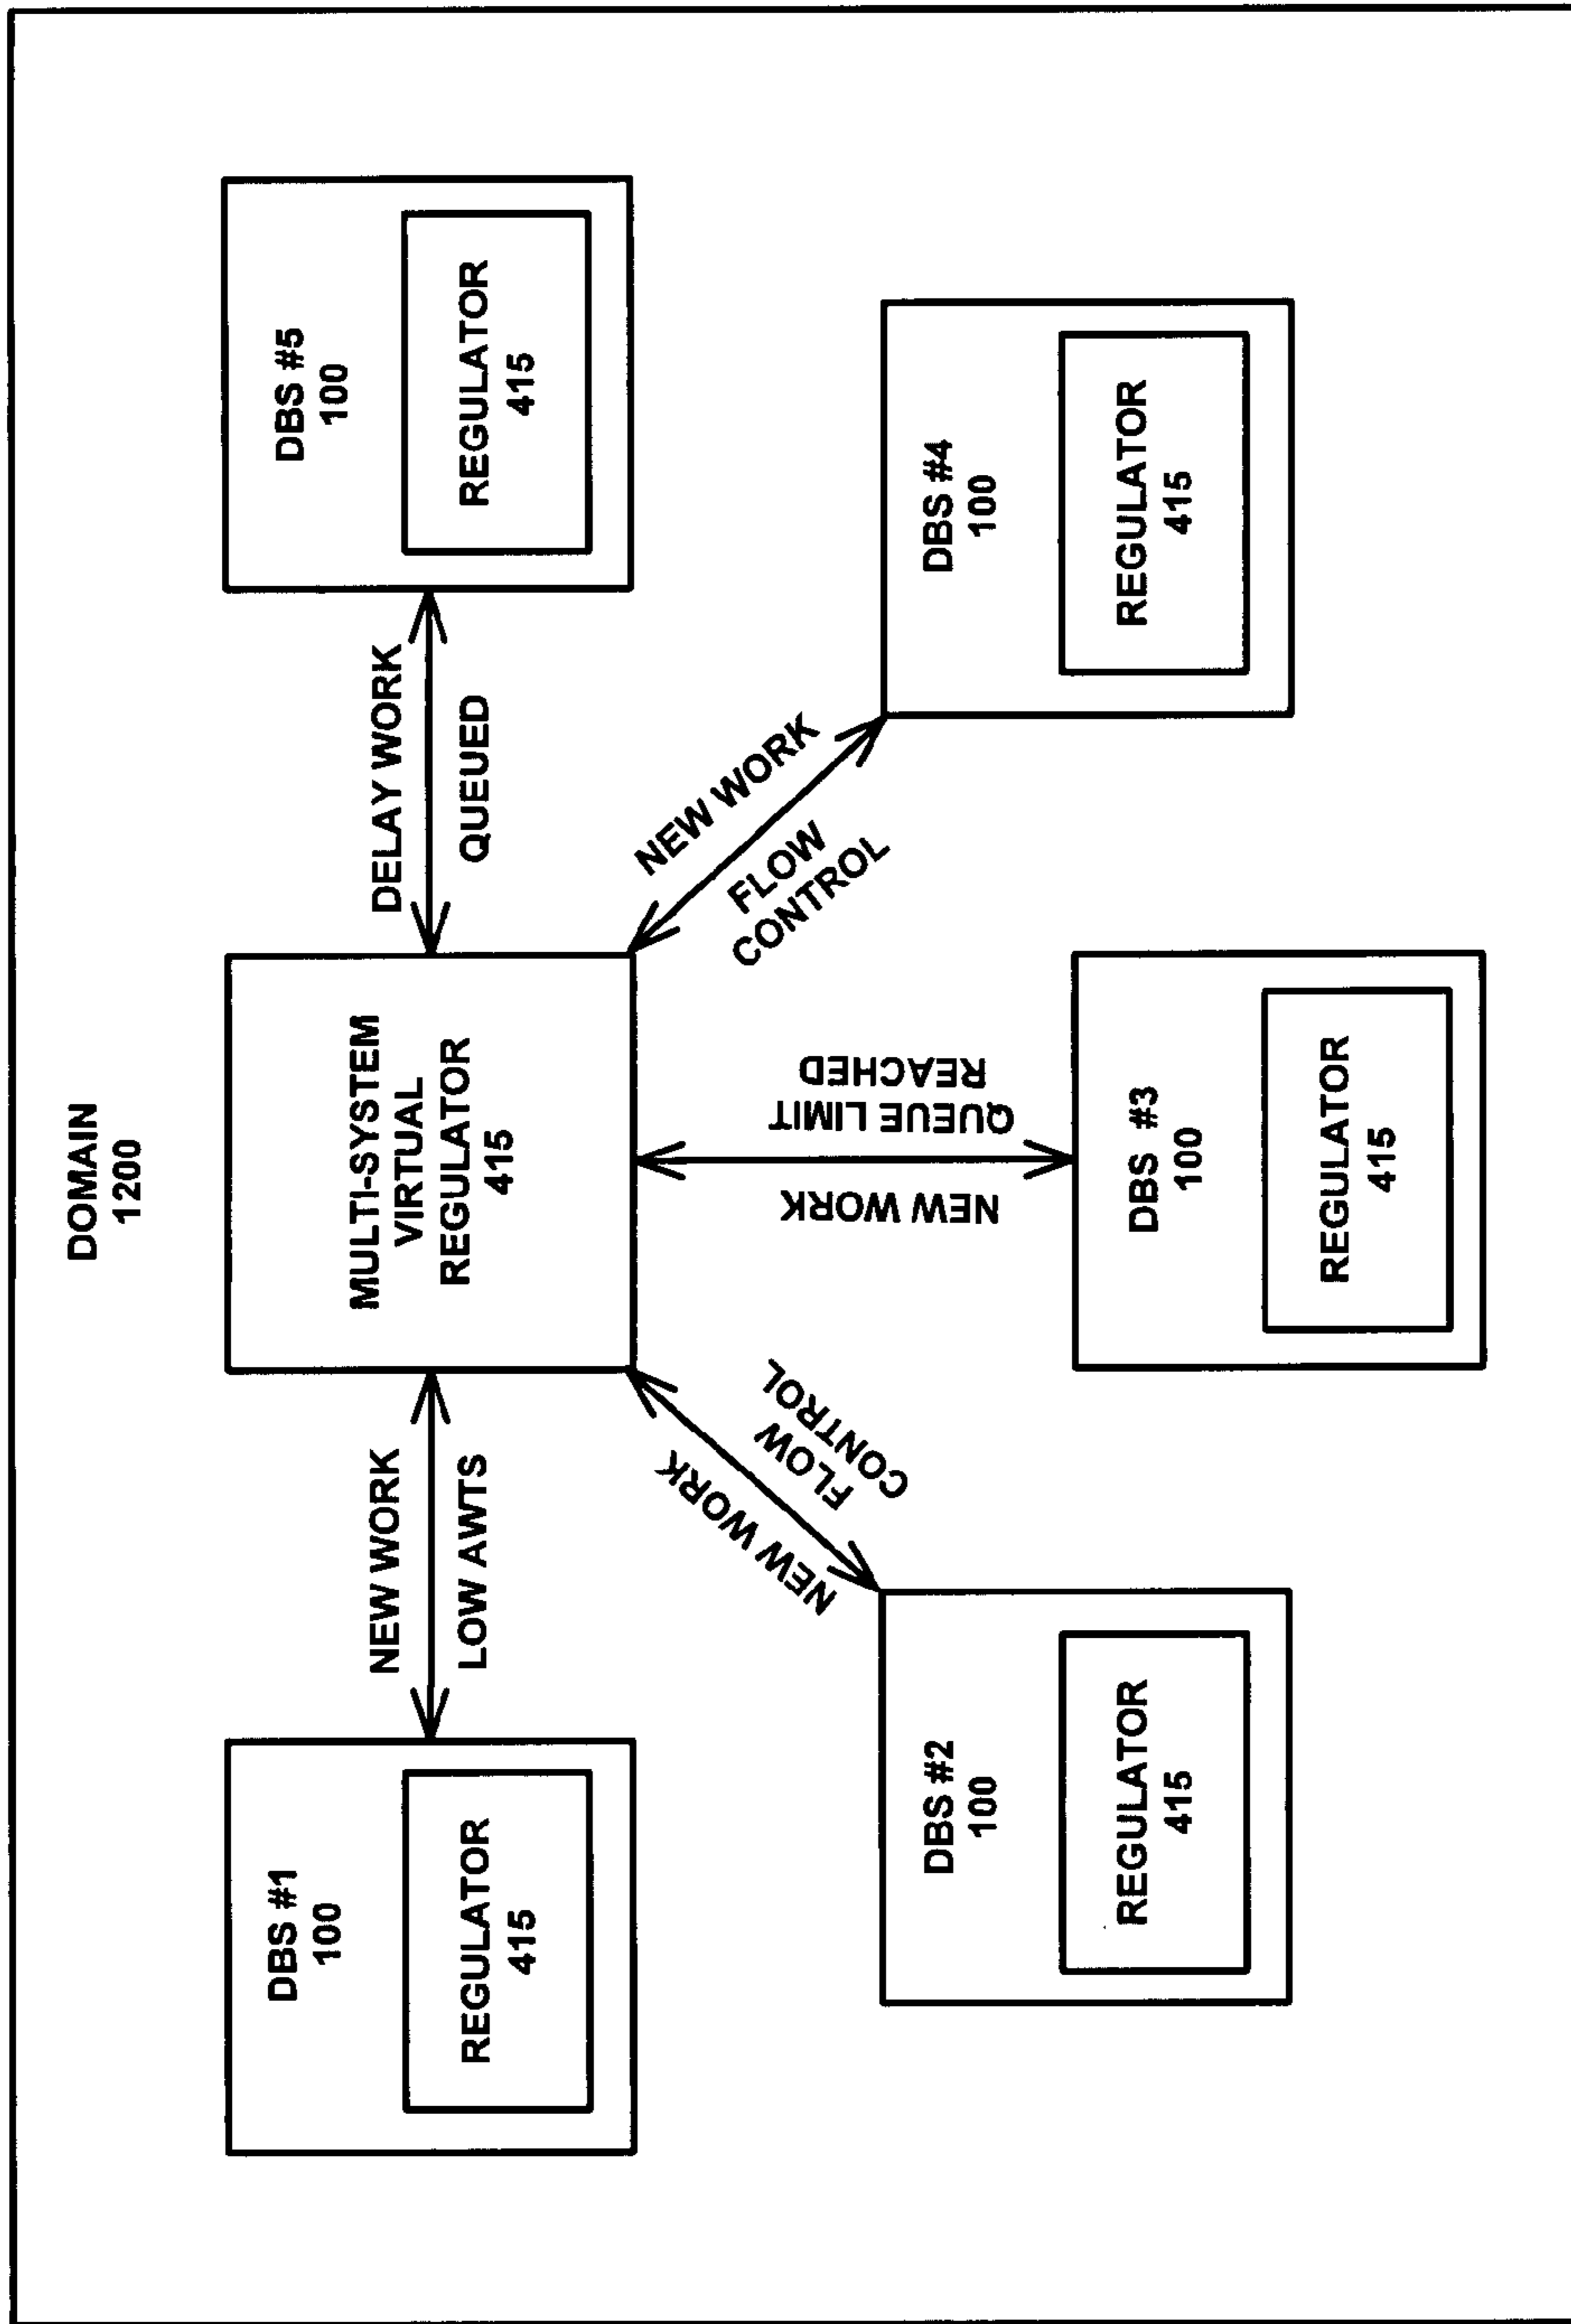 DOMAIN
1200
DBS #1
100
REGULATOR
415
NEW WORK
LOW AWTS
MULTI-SYSTEM
VIRTUAL
REGULATOR
415
DELAY WORK
QUEUED
DBS #5
100
REGULATOR
415
NEW WORK
FLOW
CONTROL
NEW WORK
QUEUE LIMIT
REACHED
NEW WORK
FLOW
CONTROL
DBS #2
100
REGULATOR
415
DBS #3
100
REGULATOR
415
DBS #4
100
REGULATOR
415